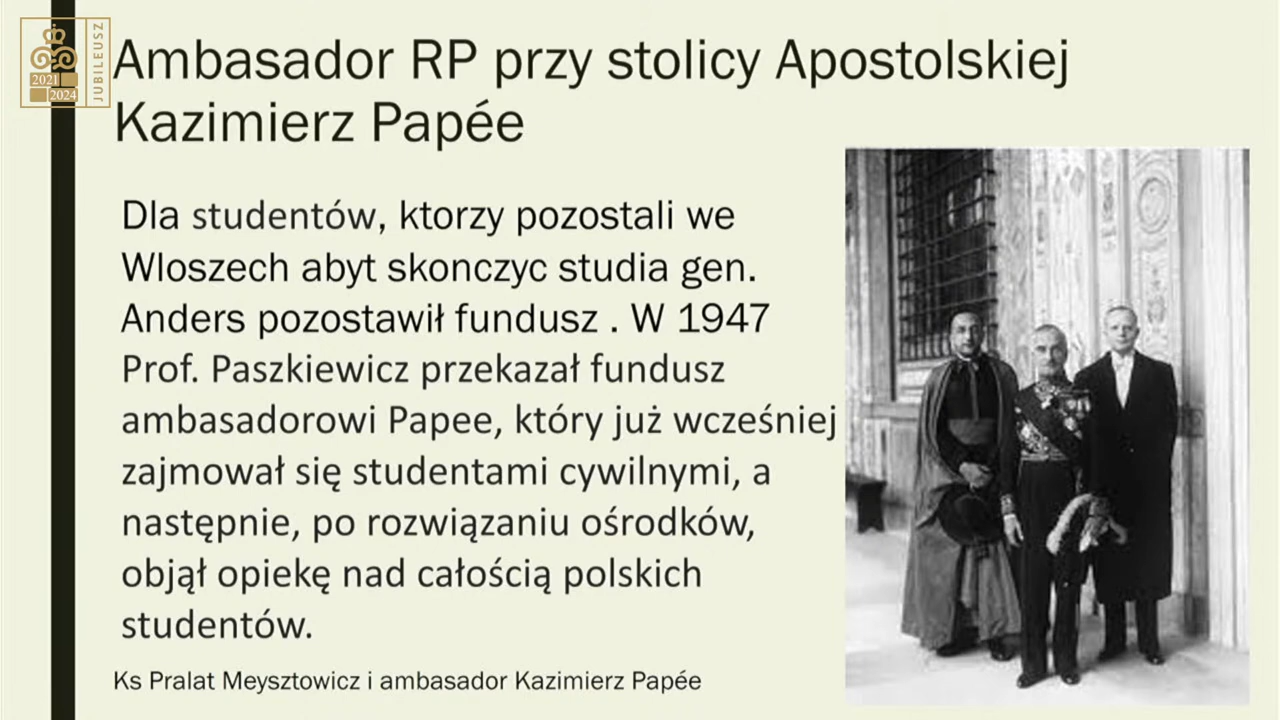 2021
2024
JUBILEUSZ
Ambasador RP przy stolicy Apostolskiej
Kazimierz Papée
Dla studentów, ktorzy pozostali we
Wloszech abyt skonczyc studia gen.
Anders pozostawił fundusz . W 1947
Prof. Paszkiewicz przekazał fundusz
ambasadorowi Papee, który już wcześniej
zajmował się studentami cywilnymi, a
następnie, po rozwiązaniu ośrodków,
objął opiekę nad całością polskich
studentów.
Ks Pralat Meysztowicz i ambasador Kazimierz Papée